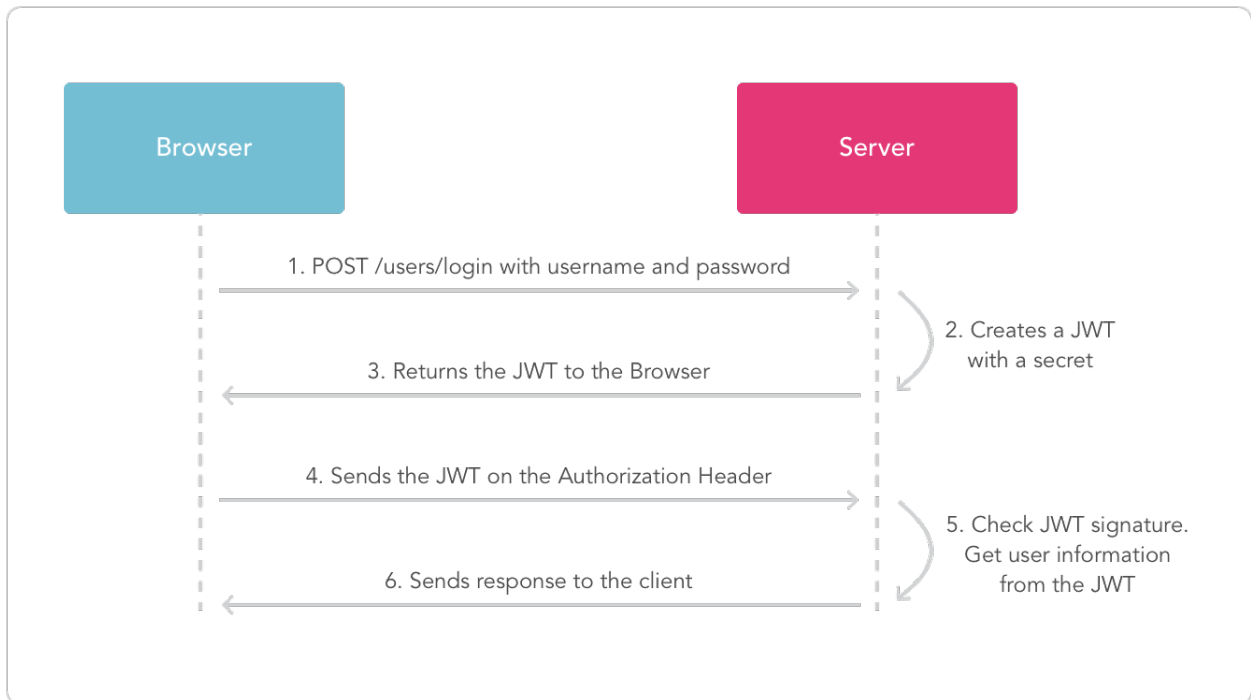 Browser
Server
1. POST /users/login with username and password
2. Creates a JWT
with a secret
3. Returns the JWT to the Browser
4. Sends the JWT on the Authorization Header
5. Check JWT signature.
Get user information
from the JWT
6. Sends response to the client